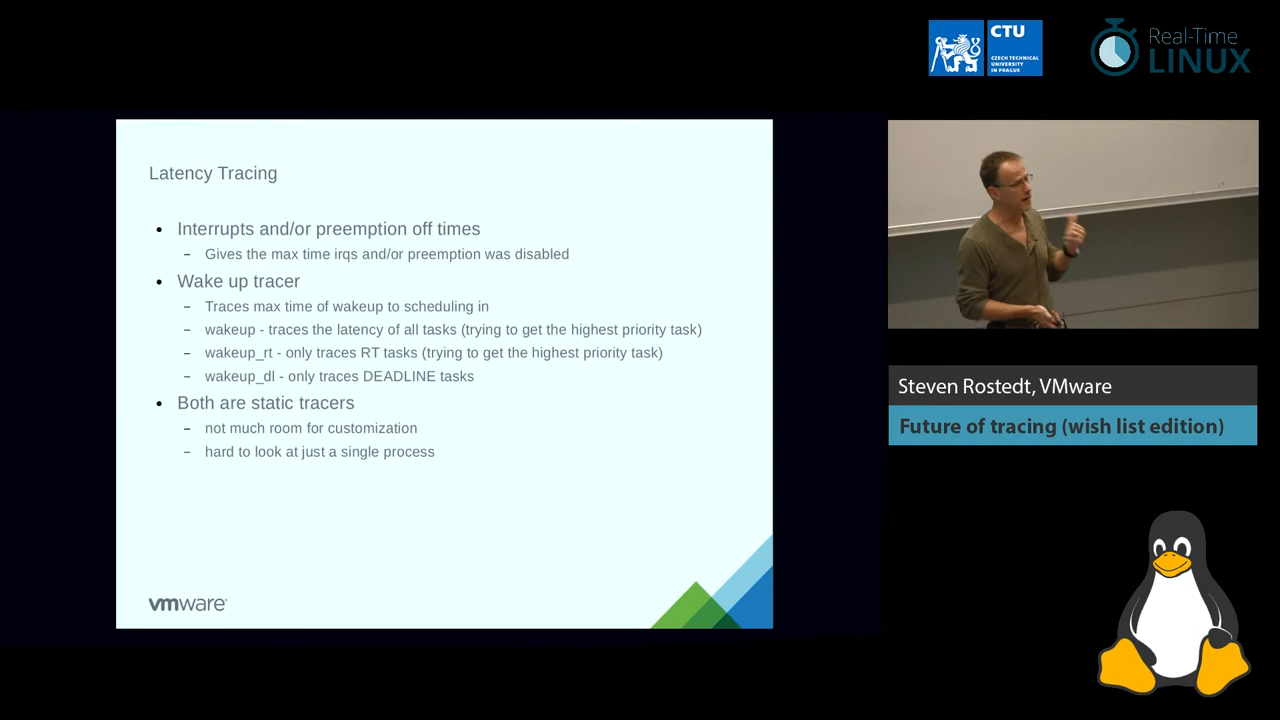 CTU
CZECH TECHNICAL
UNIVERSITY
IN PRAGUE
Real-Time
LINUX
Latency Tracing
• Interrupts and/or preemption off times
– Gives the max time irqs and/or preemption was disabled
• Wake up tracer
– Traces max time of wakeup to scheduling in
– wakeup - traces the latency of all tasks (trying to get the highest priority task)
– wakeup_rt - only traces RT tasks (trying to get the highest priority task)
– wakeup_dl - only traces DEADLINE tasks
• Both are static tracers
– not much room for customization
– hard to look at just a single process
vmware
Steven Rostedt, VMware
Future of tracing (wish list edition)